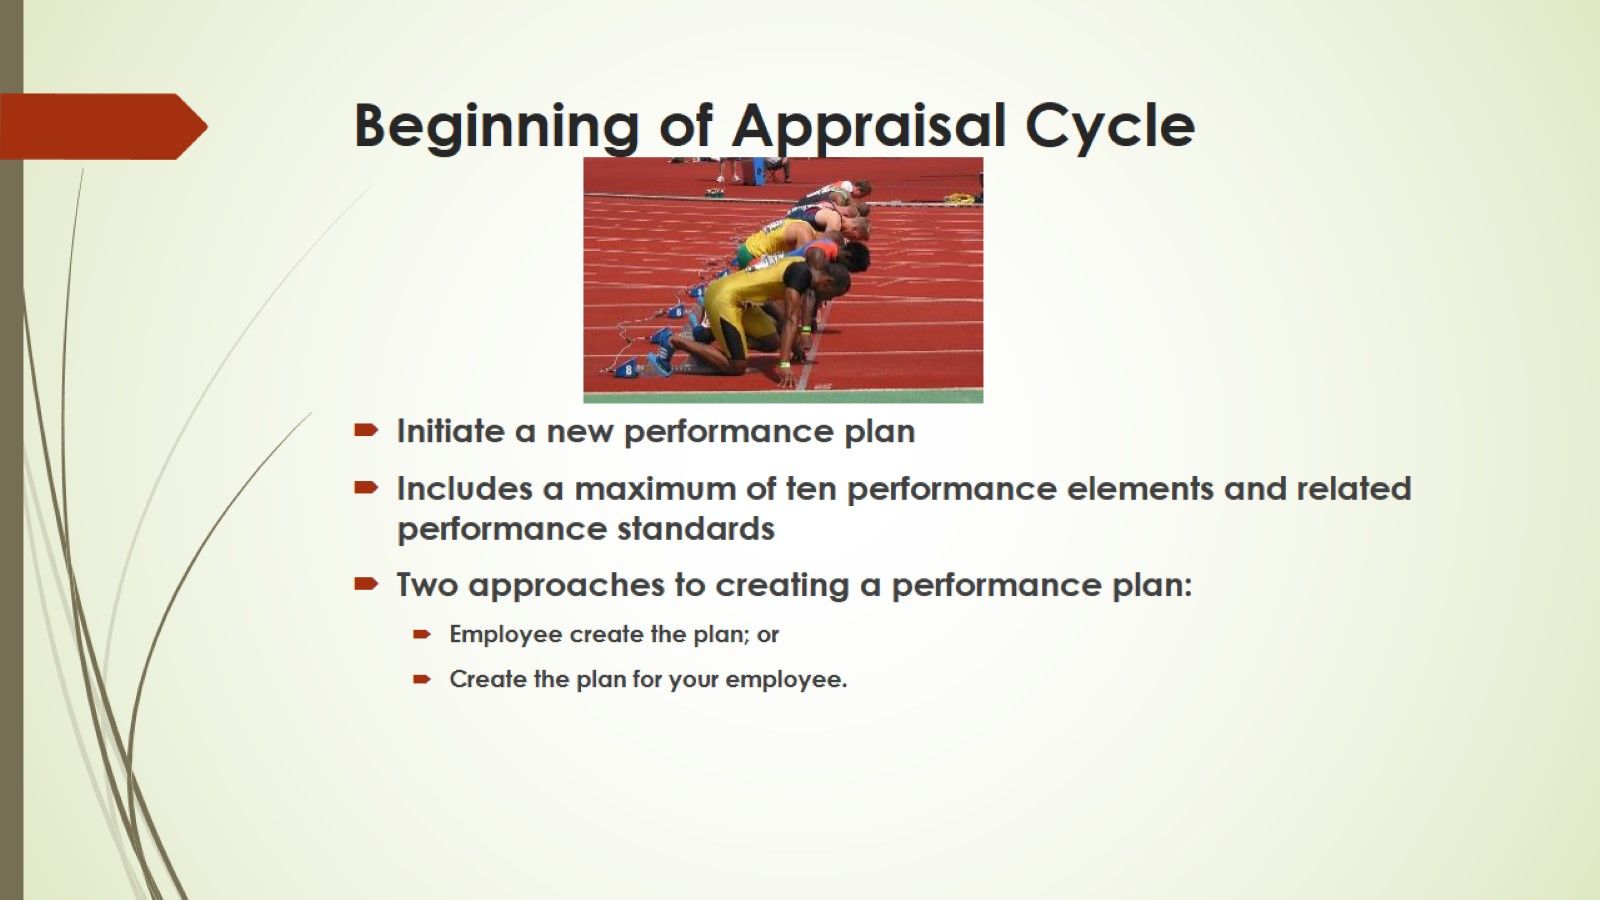 Beginning of Appraisal Cycle
8
Initiate a new performance plan
Includes a maximum of ten performance elements and related
performance standards
Two approaches to creating a performance plan:
Employee create the plan; or
Create the plan for your employee.